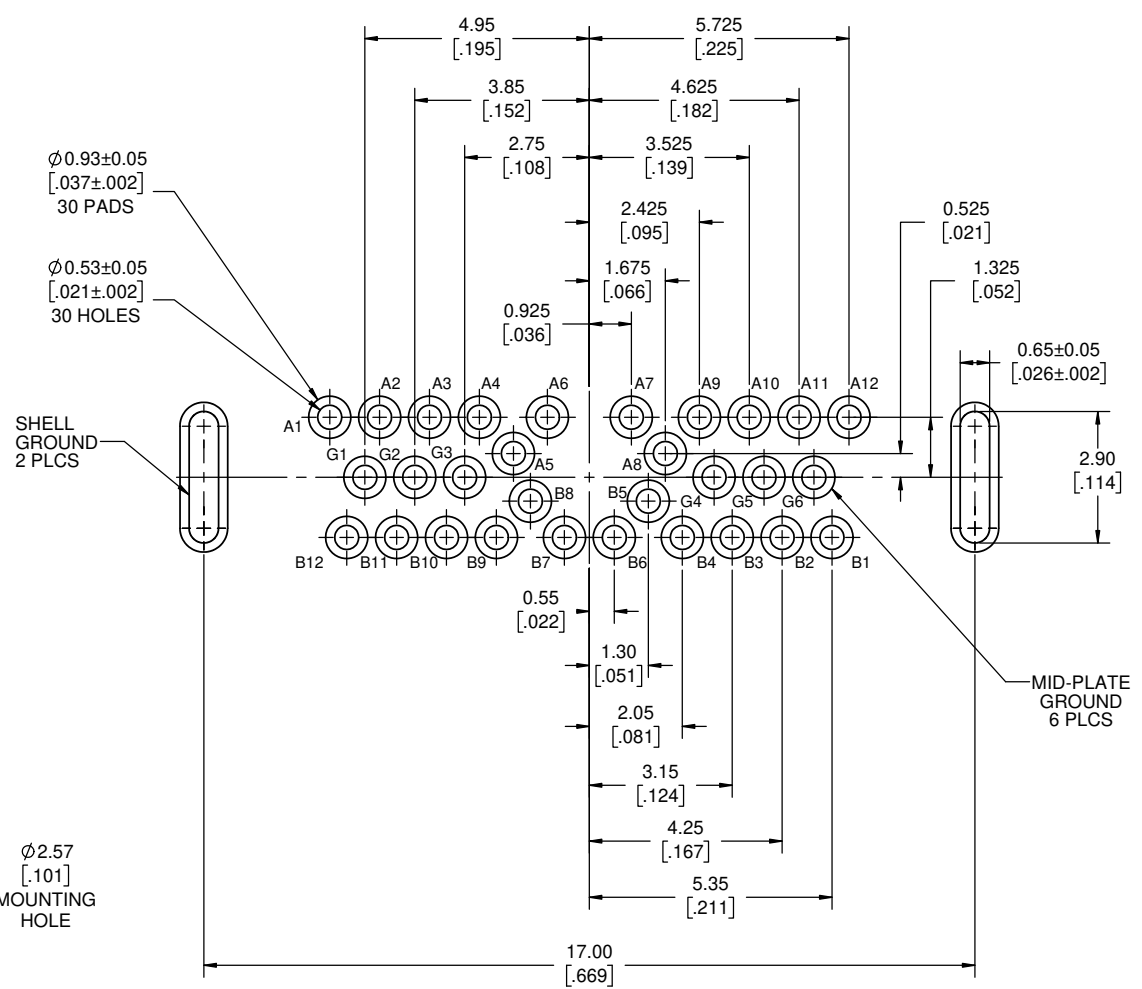 4.95
[.195]
5.725
[.225]
3.85
[.152]
4.625
[.182]
2.75
[.108]
3.525
[.139]
Ø0.93±0.05
[.037±.002]
30 PADS
2.425
[.095]
0.525
[.021]
1.675
[.066]
1.325
[.052]
Ø0.53±0.05
[.021±.002]
30 HOLES
0.925
[.036]
0.65±0.05
[.026±.002]
A1
A2
A3
A4
A6
A7
A9
A10
A11
A12
SHELL
GROUND
2 PLCS
G1
G2
G3
A5
A8
2.90
[.114]
B8
B5
G4
G5
G6
B12
B11
B10
B9
B7
B6
B4
B3
B2
B1
0.55
[.022]
1.30
[.051]
MID-PLATE
GROUND
6 PLCS
2.05
[.081]
3.15
[.124]
4.25
[.167]
Ø2.57
[.101]
MOUNTING
HOLE
5.35
[.211]
17.00
[.669]